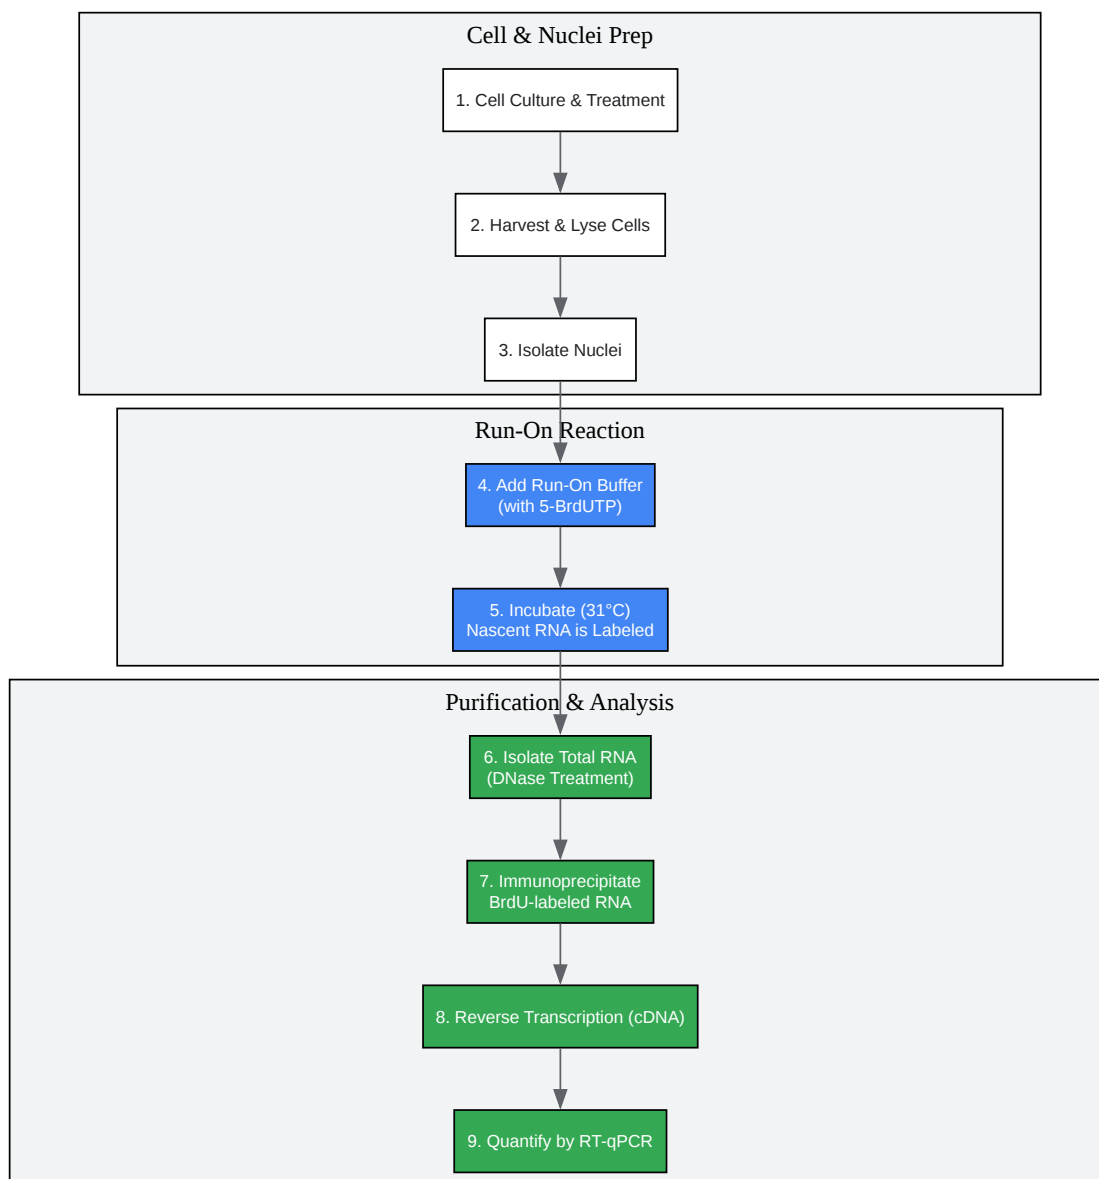 Cell & Nuclei Prep
1. Cell Culture & Treatment
2. Harvest & Lyse Cells
3. Isolate Nuclei
Run-On Reaction
4. Add Run-On Buffer
(with 5-BrdUTP)
5. Incubate (31°C)
Nascent RNA is Labeled
Purification & Analysis
6. Isolate Total RNA
(DNase Treatment)
7. Immunoprecipitate
BrdU-labeled RNA
8. Reverse Transcription (cDNA)
9. Quantify by RT-qPCR